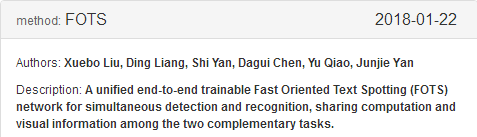 method: FOTS 2018-01-22
Authors: Xuebo Liu, Ding Liang, Shi Yan, Dagui Chen, Yu Qiao, Junjie Yan
Description: A unified end-to-end trainable Fast Oriented Text Spotting (FOTS)
network for simultaneous detection and recognition, sharing computation and
visual information among the two complementary tasks.